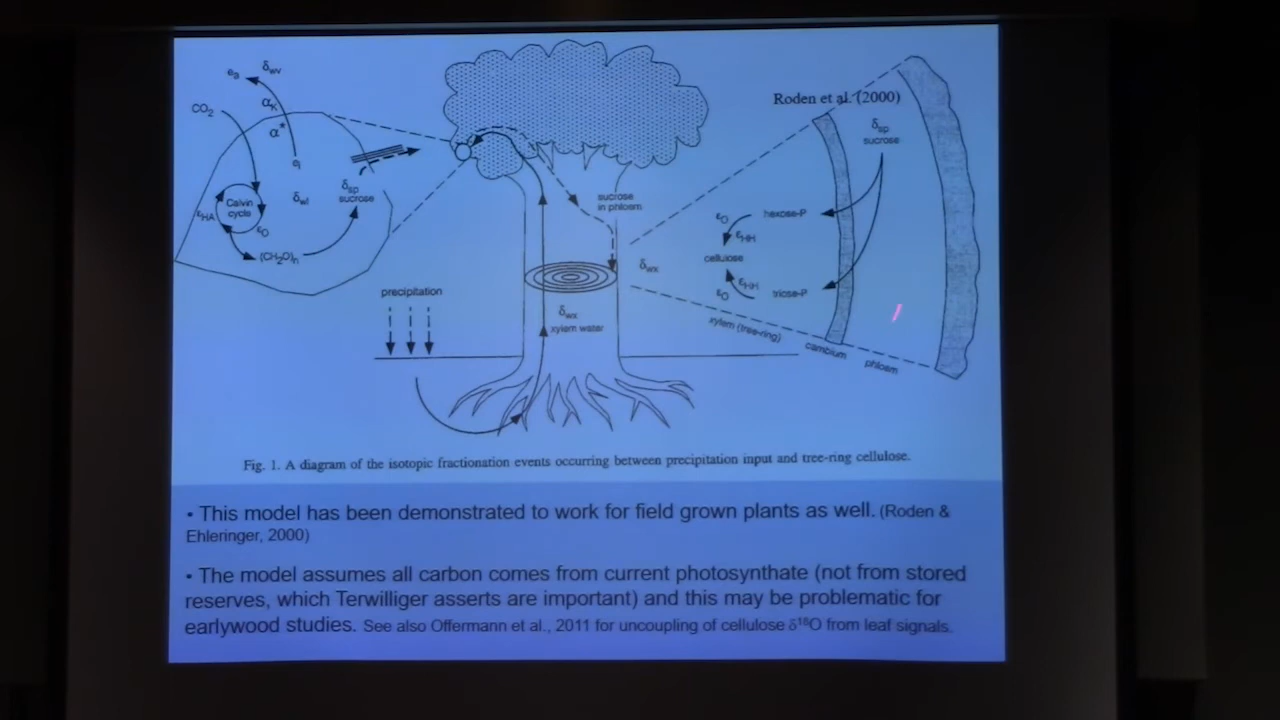 eₐ
δwv
CO₂
αK
α*
eᵢ
δsp
sucrose
δwl
Calvin
cycle
εHA
εO
(CH₂O)n
precipitation
sucrose
in phloem
δwx
δwx
xylem water
Roden et al. (2000)
δsp
sucrose
εO
hexose-P
εHH
cellulose
εHH
εO
triose-P
xylem (tree-ring)
cambium
phloem
Fig. 1. A diagram of the isotopic fractionation events occurring between precipitation input and tree-ring cellulose.
• This model has been demonstrated to work for field grown plants as well. (Roden &
Ehleringer, 2000)
• The model assumes all carbon comes from current photosynthate (not from stored
reserves, which Terwilliger asserts are important) and this may be problematic for
earlywood studies. See also Offermann et al., 2011 for uncoupling of cellulose δ¹⁸O from leaf signals.